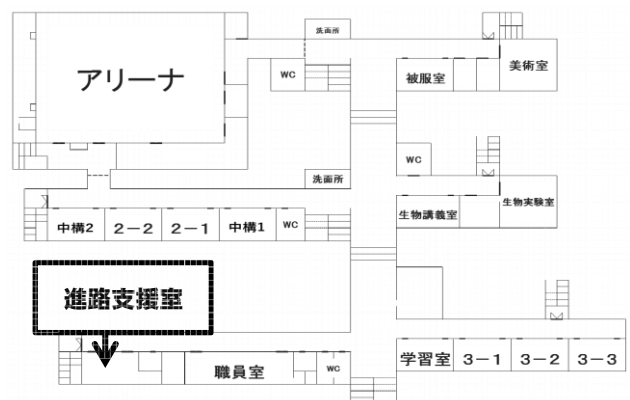 洗面所
アリーナ
WC
被服室
美術室
WC
洗面所
中構2
2-2
2-1
中構1
WC
生物講義室
生物実験室
進路支援室
職員室
WC
学習室
3-1
3-2
3-3